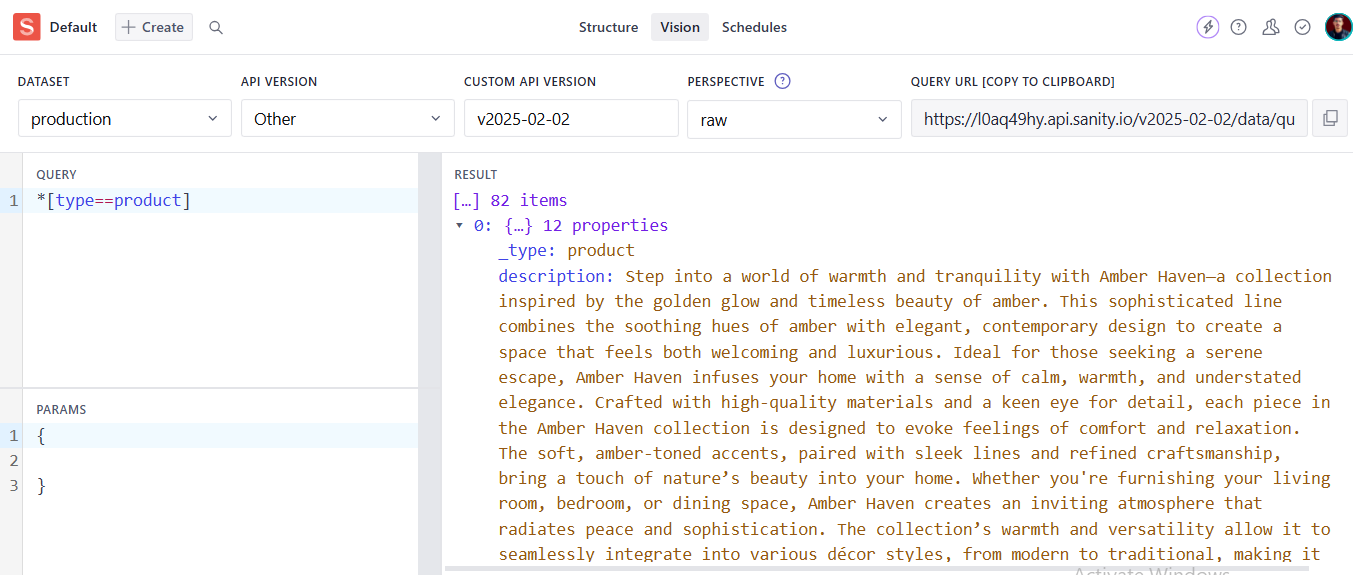 S Default + Create Structure Vision Schedules
DATASET API VERSION CUSTOM API VERSION PERSPECTIVE ? QUERY URL [COPY TO CLIPBOARD]
production Other v2025-02-02 raw https://l0aq49hy.api.sanity.io/v2025-02-02/data/qu
QUERY
1 *[type==product]
PARAMS
1 {
2
3 }
RESULT
[…] 82 items
0: {…} 12 properties
_type: product
description: Step into a world of warmth and tranquility with Amber Haven—a collection
inspired by the golden glow and timeless beauty of amber. This sophisticated line
combines the soothing hues of amber with elegant, contemporary design to create a
space that feels both welcoming and luxurious. Ideal for those seeking a serene
escape, Amber Haven infuses your home with a sense of calm, warmth, and understated
elegance. Crafted with high-quality materials and a keen eye for detail, each piece in
the Amber Haven collection is designed to evoke feelings of comfort and relaxation.
The soft, amber-toned accents, paired with sleek lines and refined craftsmanship,
bring a touch of nature’s beauty into your home. Whether you're furnishing your living
room, bedroom, or dining space, Amber Haven creates an inviting atmosphere that
radiates peace and sophistication. The collection’s warmth and versatility allow it to
seamlessly integrate into various décor styles, from modern to traditional, making it
Activate Windows